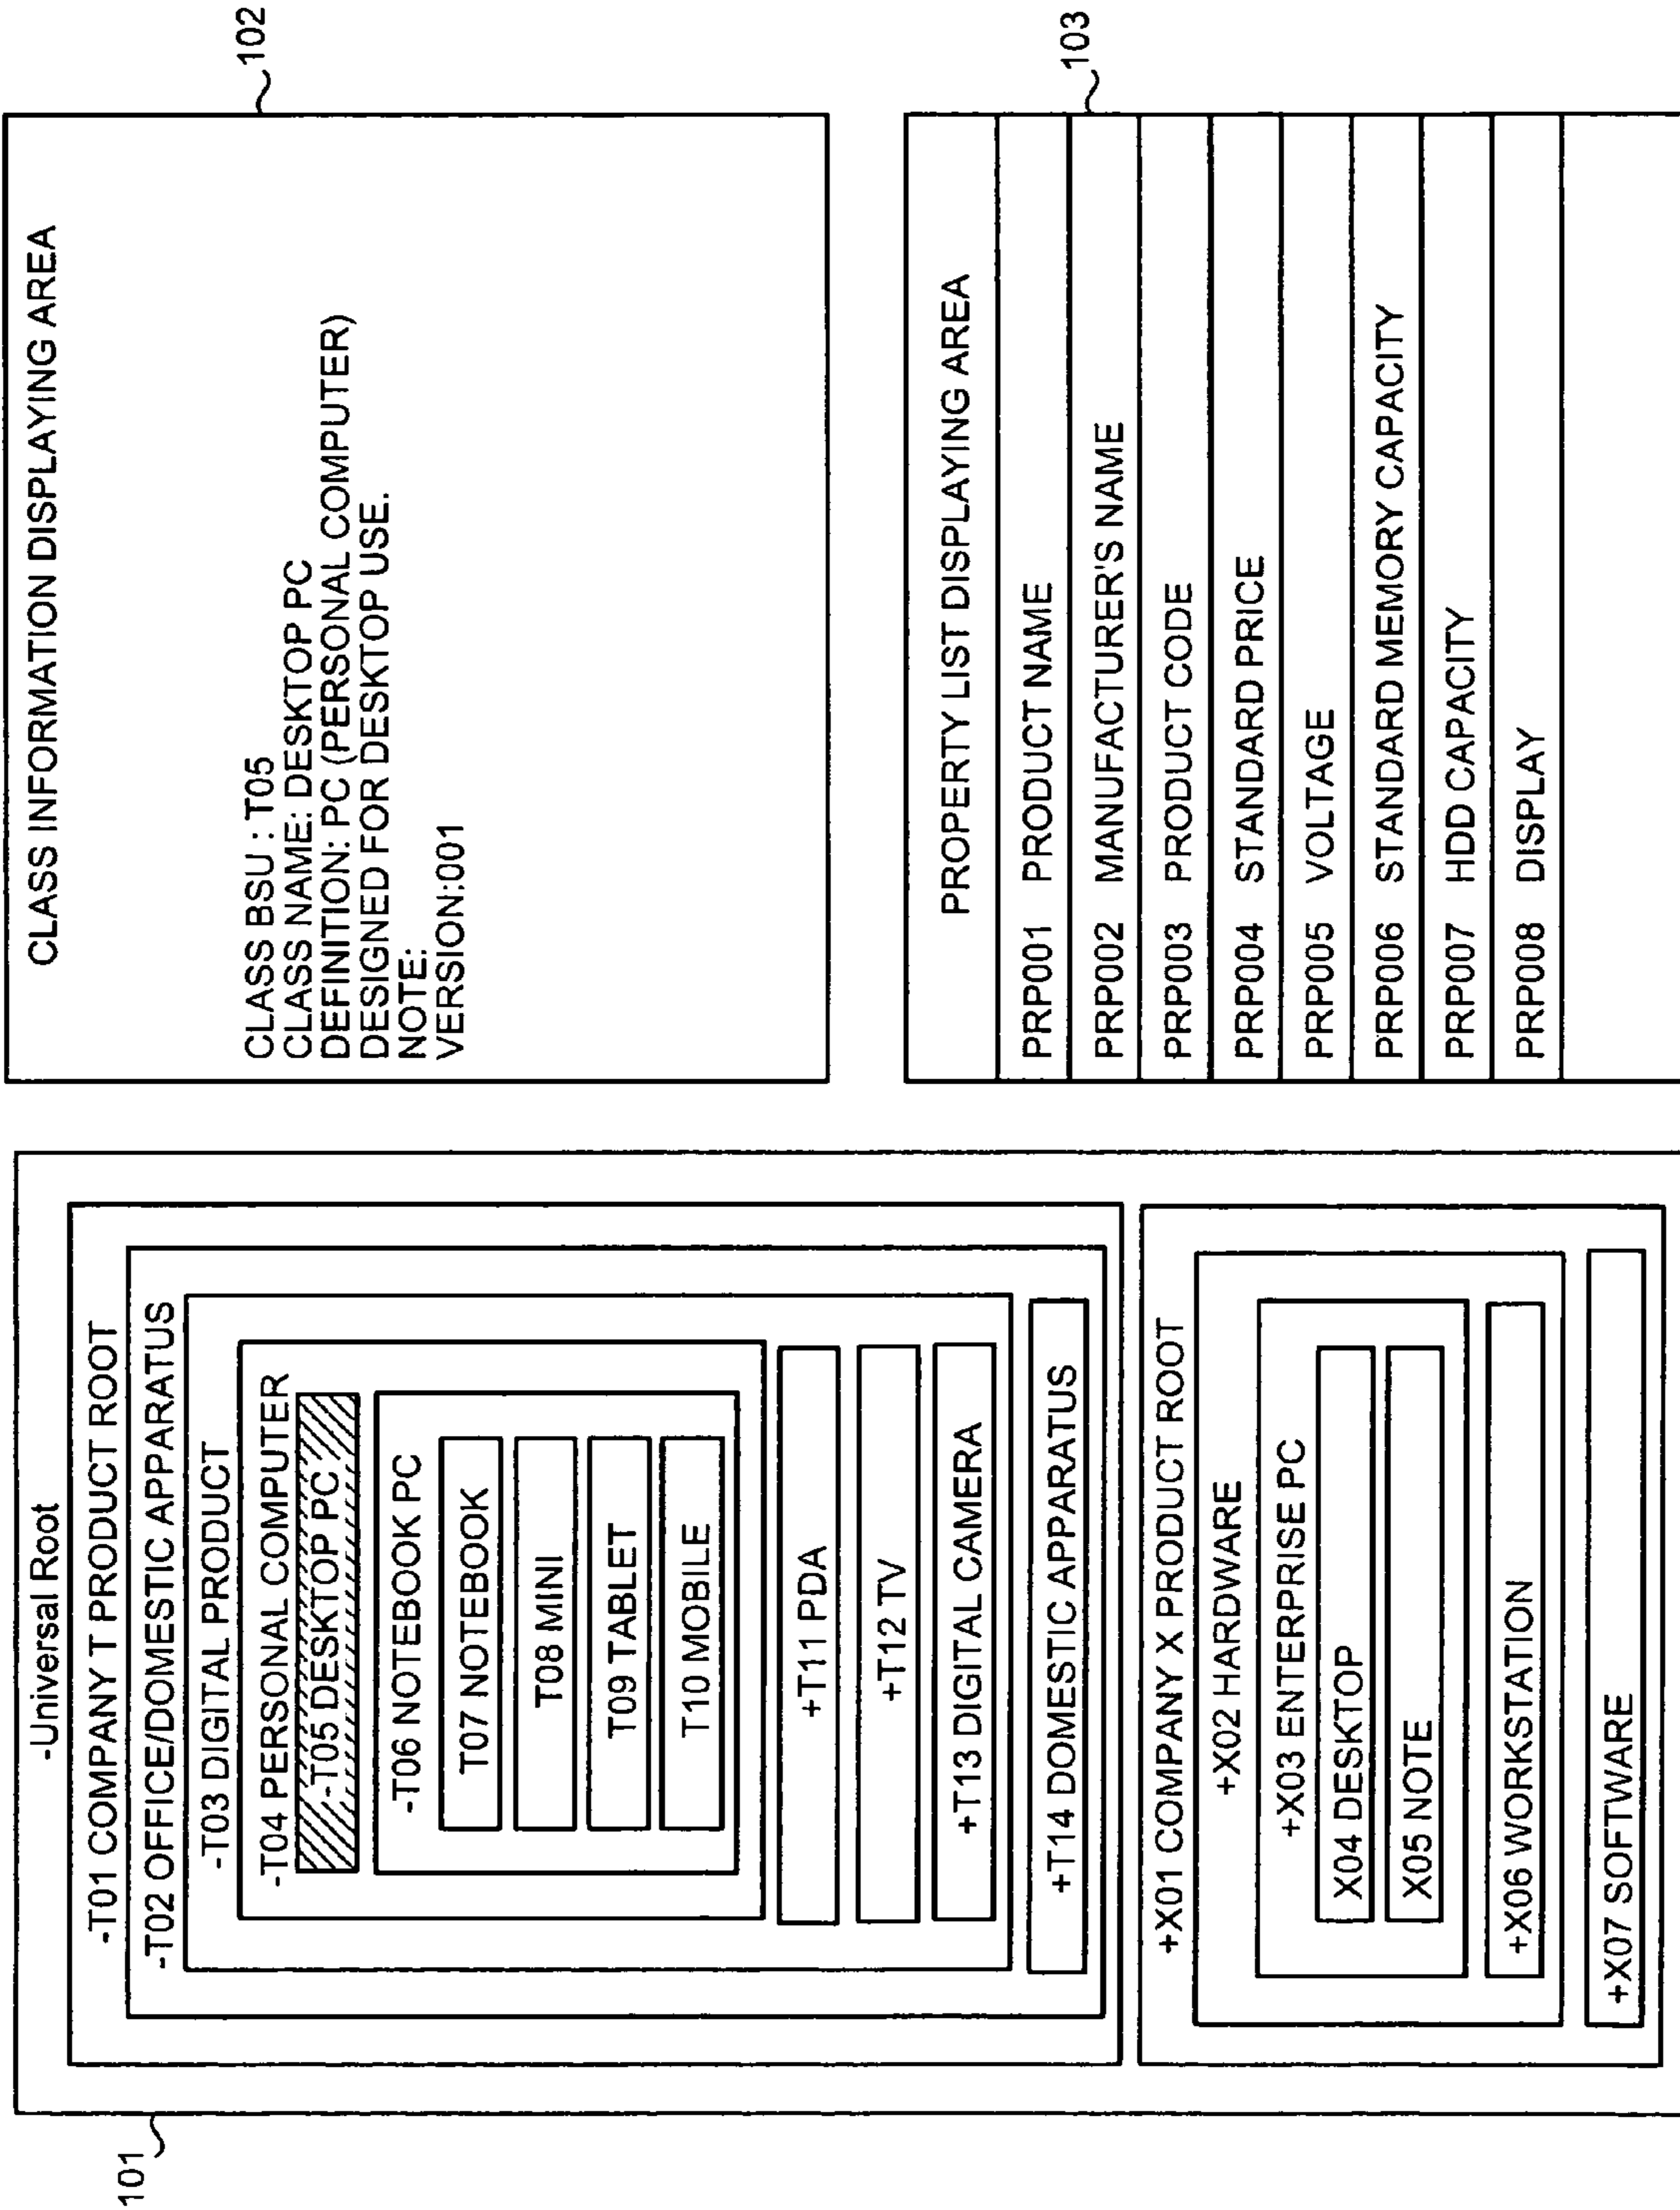 101
-Universal Root
-T01 COMPANY T PRODUCT ROOT
-T02 OFFICE/DOMESTIC APPARATUS
-T03 DIGITAL PRODUCT
-T04 PERSONAL COMPUTER
-T05 DESKTOP PC
-T06 NOTEBOOK PC
T07 NOTEBOOK
T08 MINI
T09 TABLET
T10 MOBILE
+T11 PDA
+T12 TV
+T13 DIGITAL CAMERA
+T14 DOMESTIC APPARATUS
+X01 COMPANY X PRODUCT ROOT
+X02 HARDWARE
+X03 ENTERPRISE PC
X04 DESKTOP
X05 NOTE
+X06 WORKSTATION
+X07 SOFTWARE
102
CLASS INFORMATION DISPLAYING AREA
CLASS BSU : T05
CLASS NAME: DESKTOP PC
DEFINITION: PC (PERSONAL COMPUTER)
DESIGNED FOR DESKTOP USE.
NOTE:
VERSION:001
103
PROPERTY LIST DISPLAYING AREA
PRP001 PRODUCT NAME
PRP002 MANUFACTURER'S NAME
PRP003 PRODUCT CODE
PRP004 STANDARD PRICE
PRP005 VOLTAGE
PRP006 STANDARD MEMORY CAPACITY
PRP007 HDD CAPACITY
PRP008 DISPLAY